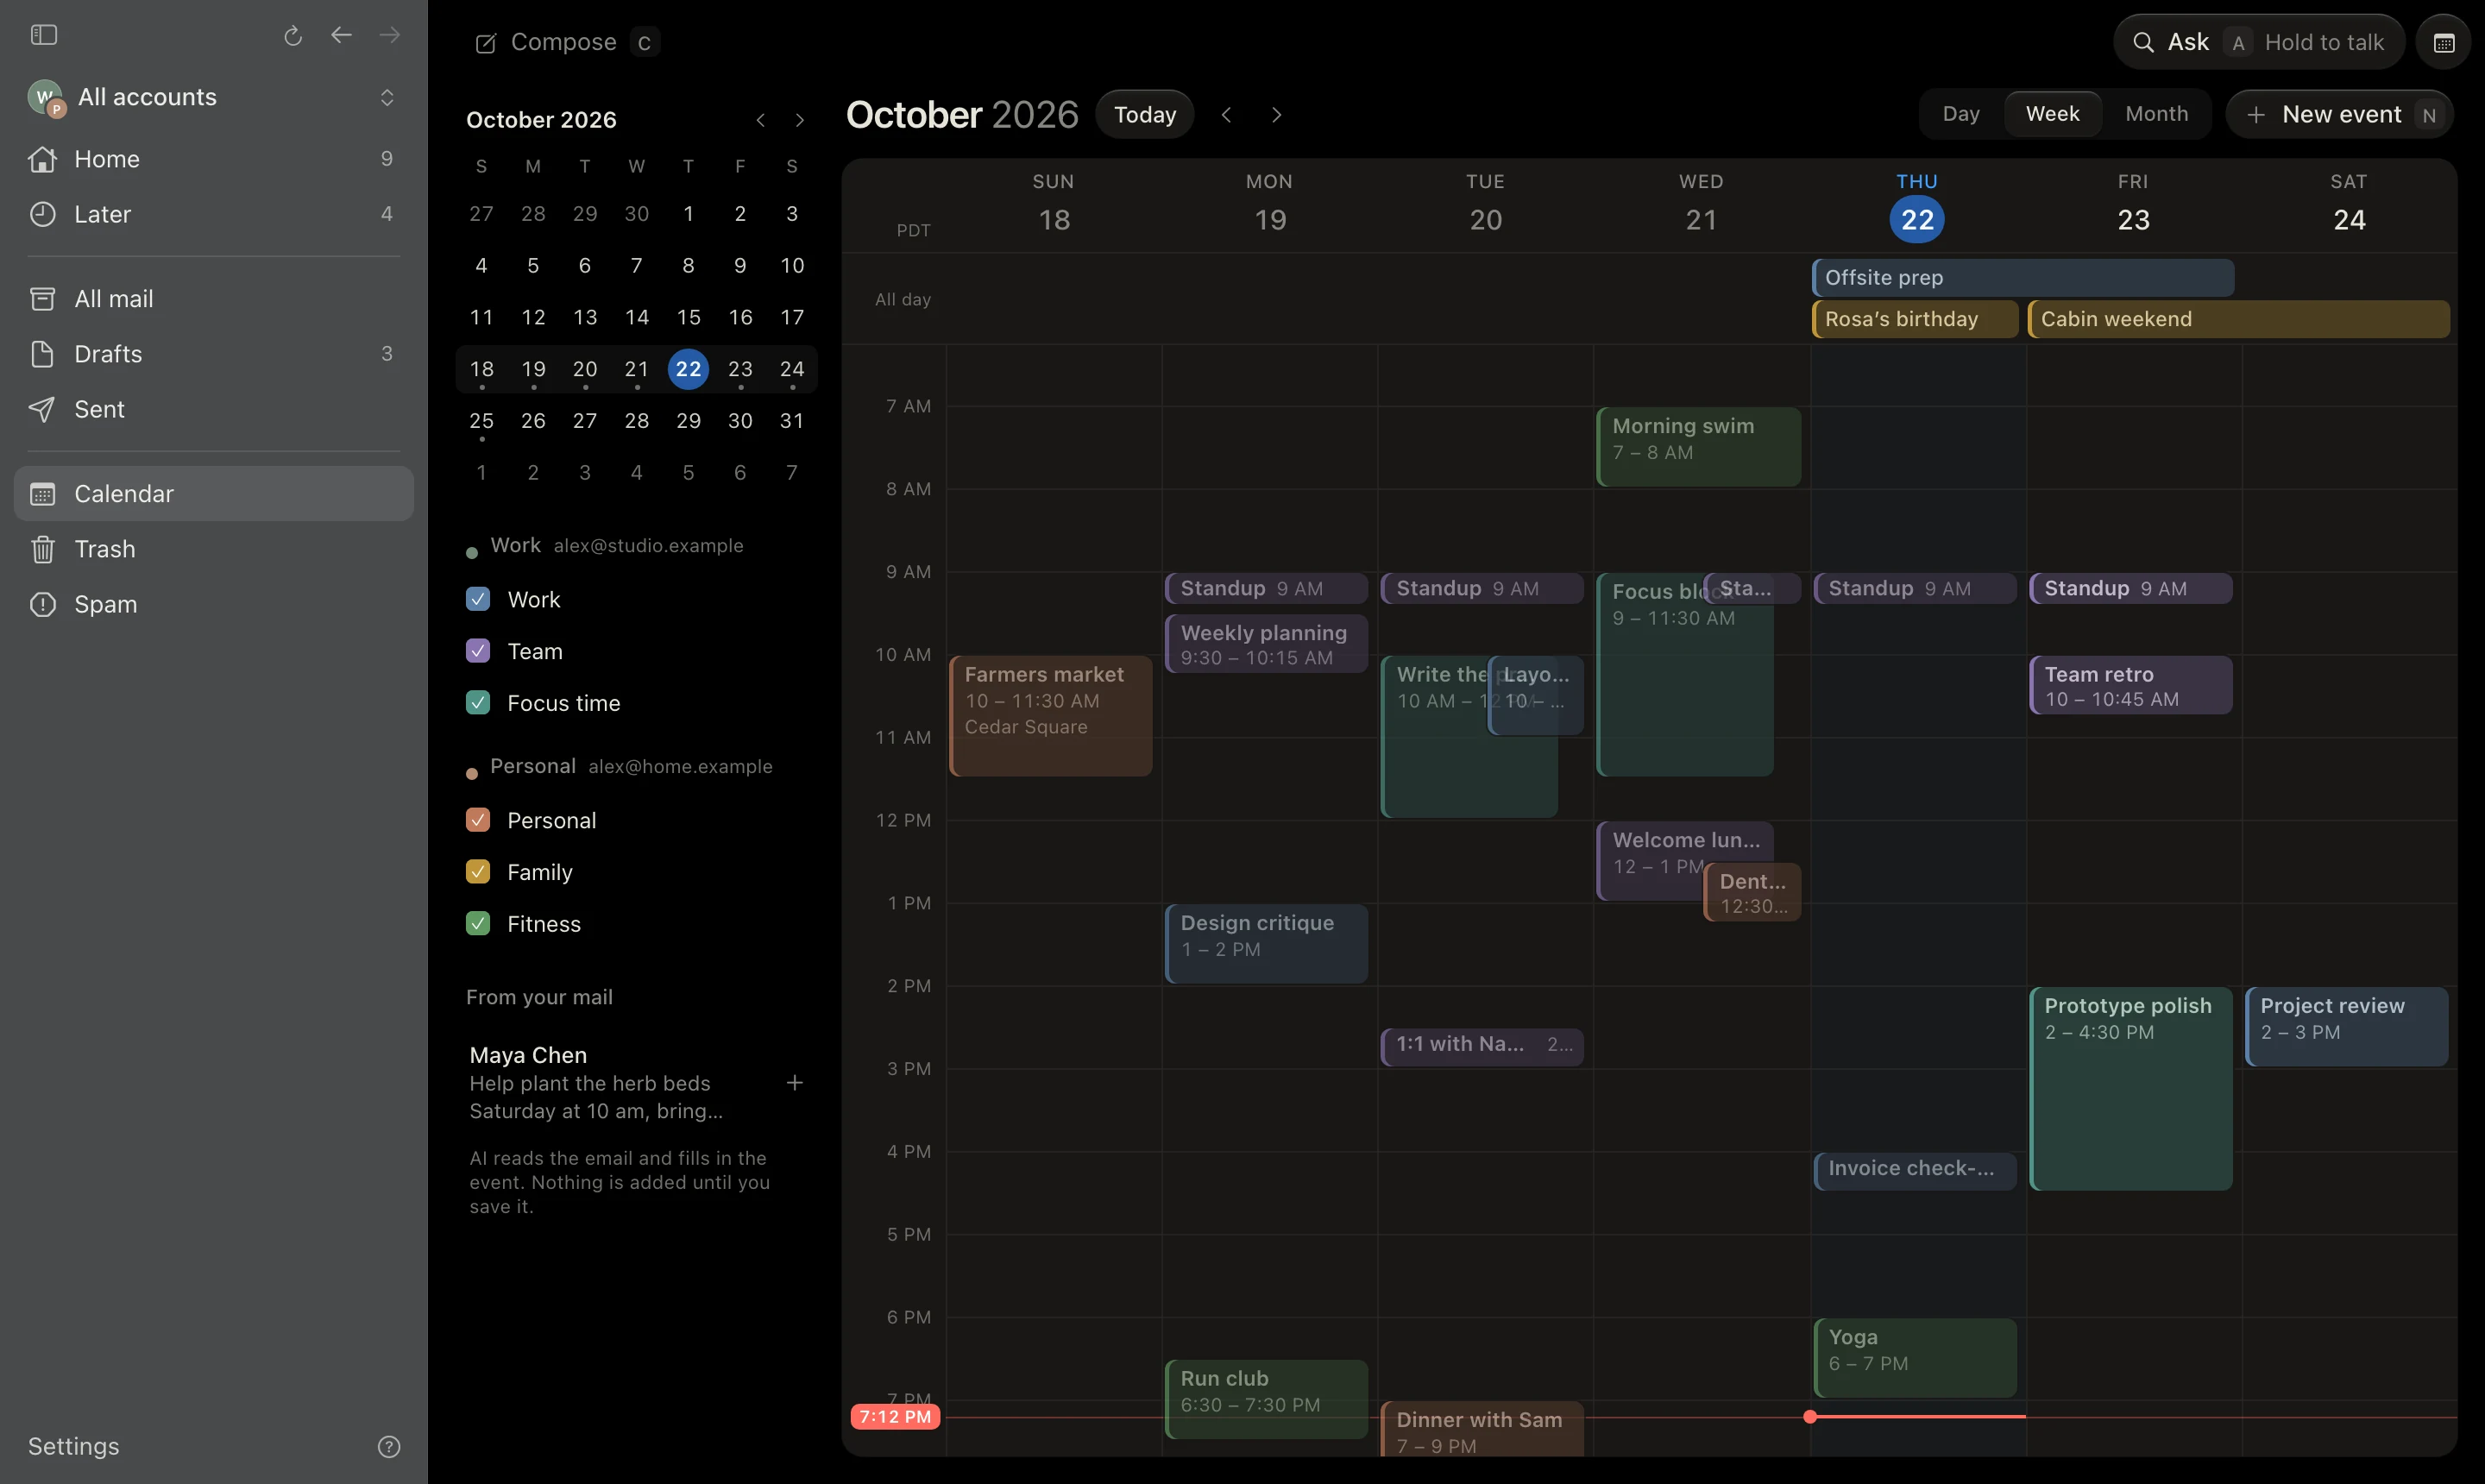 All accounts
W
P
Home 9
Later 4
All mail
Drafts 3
Sent
Calendar
Trash
Spam
Settings
Compose C
Ask A Hold to talk
October 2026
S M T W T F S
27 28 29 30 1 2 3
4 5 6 7 8 9 10
11 12 13 14 15 16 17
18 19 20 21 22 23 24
25 26 27 28 29 30 31
1 2 3 4 5 6 7
Work alex@studio.example
Work
Team
Focus time
Personal alex@home.example
Personal
Family
Fitness
From your mail
Maya Chen
Help plant the herb beds
Saturday at 10 am, bring...
AI reads the email and fills in the
event. Nothing is added until you
save it.
October 2026 Today
Day Week Month
New event N
PDT
SUN 18
MON 19
TUE 20
WED 21
THU 22
FRI 23
SAT 24
All day
Offsite prep
Rosa’s birthday
Cabin weekend
7 AM
8 AM
9 AM
10 AM
11 AM
12 PM
1 PM
2 PM
3 PM
4 PM
5 PM
6 PM
7 PM
7:12 PM
Farmers market
10 – 11:30 AM
Cedar Square
Standup 9 AM
Weekly planning
9:30 – 10:15 AM
Design critique
1 – 2 PM
Run club
6:30 – 7:30 PM
Standup 9 AM
Write the
10 AM – 12 PM
Layo...
10 – ...
1:1 with Na... 2...
Dinner with Sam
7 – 9 PM
Morning swim
7 – 8 AM
Focus block
9 – 11:30 AM
Sta...
Welcome lun...
12 – 1 PM
Dent...
12:30...
Standup 9 AM
Invoice check-...
Yoga
6 – 7 PM
Standup 9 AM
Team retro
10 – 10:45 AM
Prototype polish
2 – 4:30 PM
Project review
2 – 3 PM